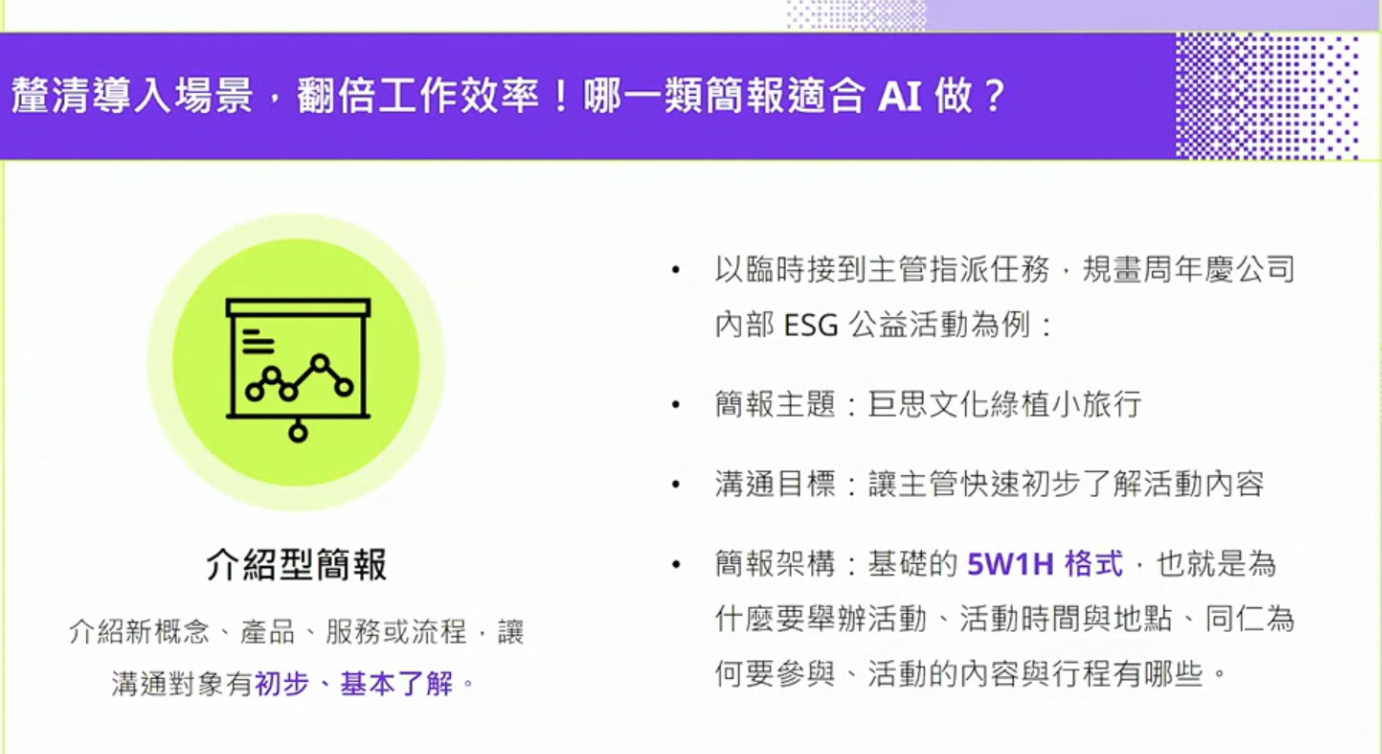 釐清導入場景，翻倍工作效率！哪一類簡報適合 AI 做？
介紹型簡報
介紹新概念、產品、服務或流程，讓
溝通對象有初步、基本了解。
• 以臨時接到主管指派任務，規畫周年慶公司
內部 ESG 公益活動為例：
• 簡報主題：巨思文化綠植小旅行
• 溝通目標：讓主管快速初步了解活動內容
• 簡報架構：基礎的 5W1H 格式，也就是為
什麼要舉辦活動、活動時間與地點、同仁為
何要參與、活動的內容與行程有哪些。